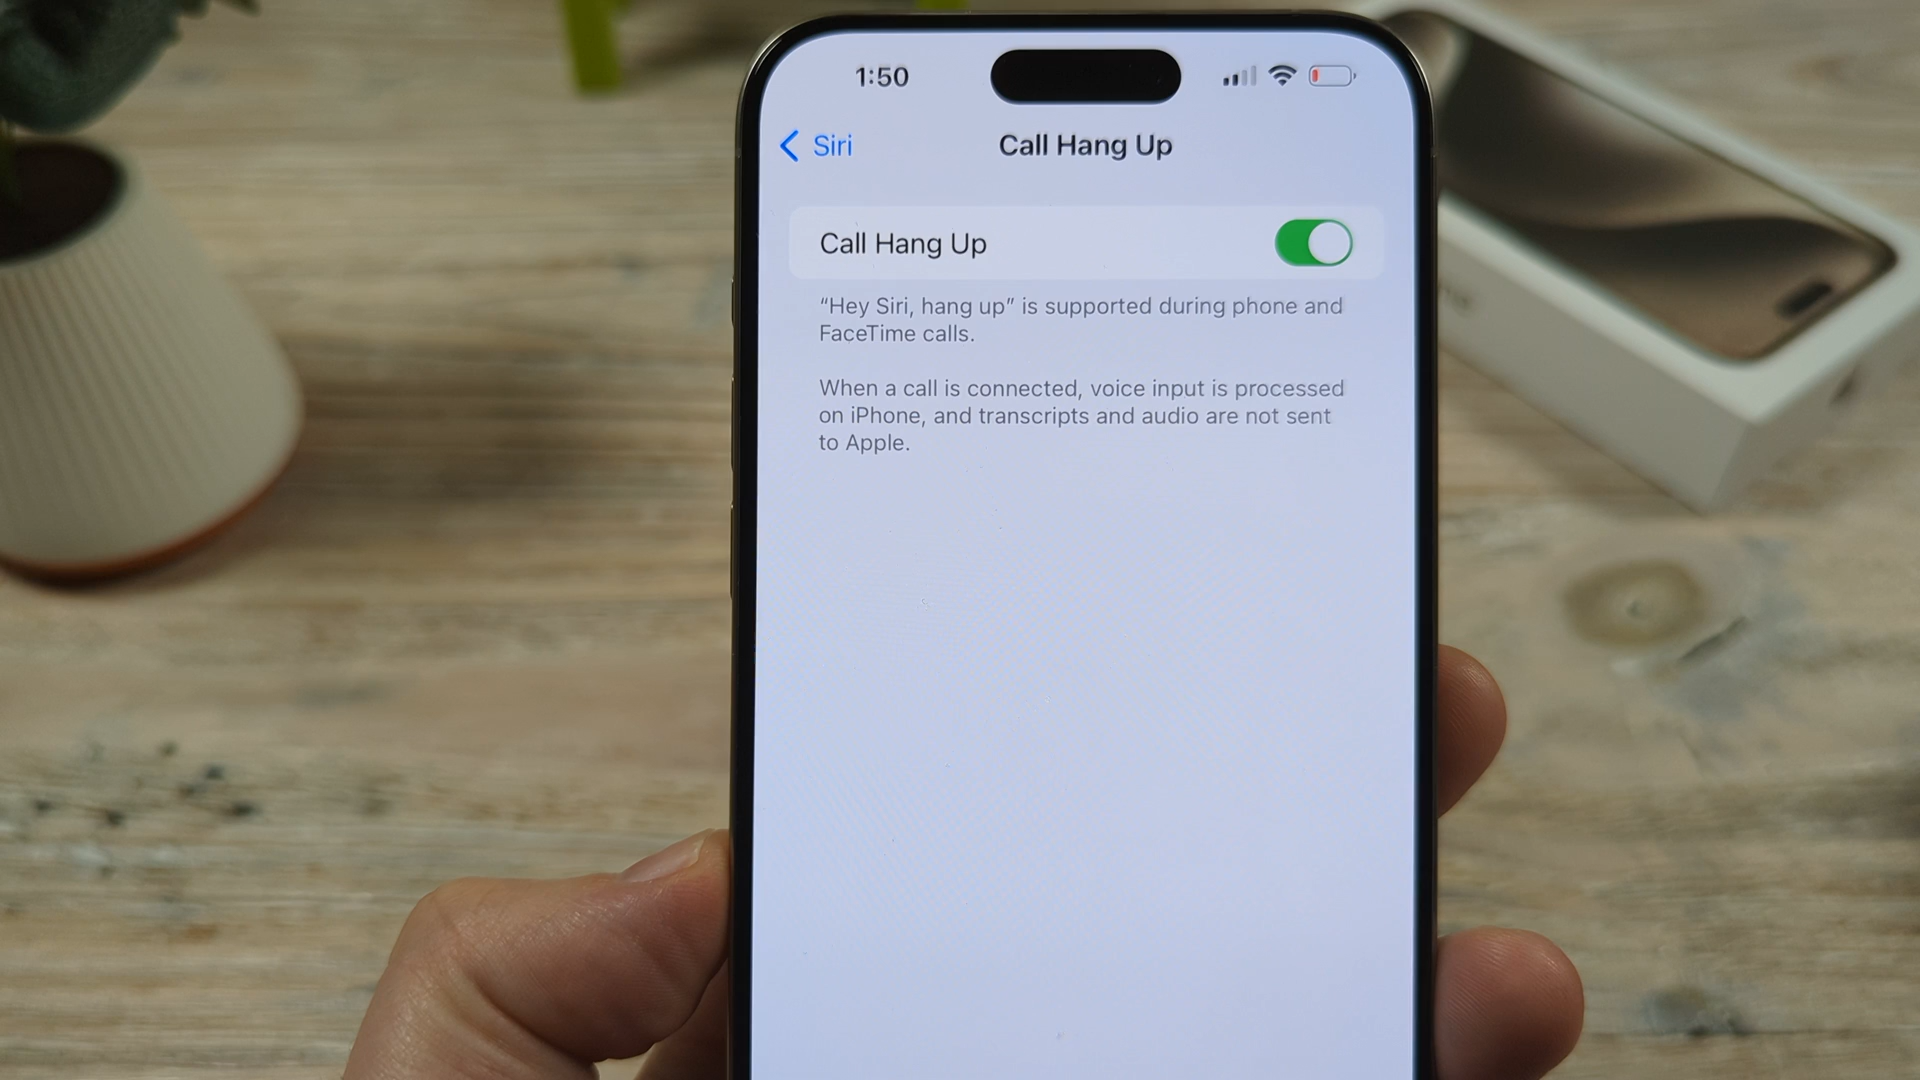 1:50
Siri
Call Hang Up
Call Hang Up
“Hey Siri, hang up” is supported during phone and
FaceTime calls.
When a call is connected, voice input is processed
on iPhone, and transcripts and audio are not sent
to Apple.